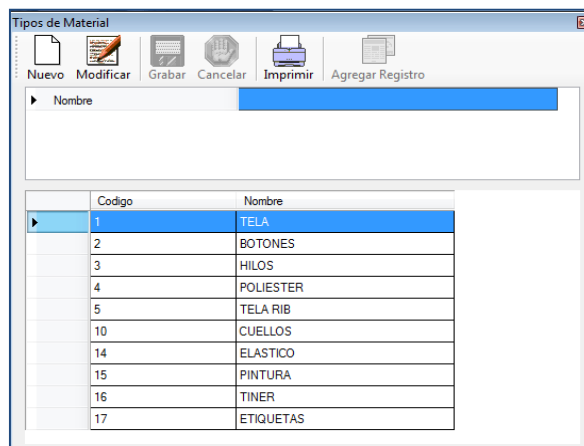 Tipos de Material
Nuevo Modificar Grabar Cancelar Imprimir Agregar Registro
Nombre
Codigo Nombre
1 TELA
2 BOTONES
3 HILOS
4 POLIESTER
5 TELA RIB
10 CUELLOS
14 ELASTICO
15 PINTURA
16 TINER
17 ETIQUETAS